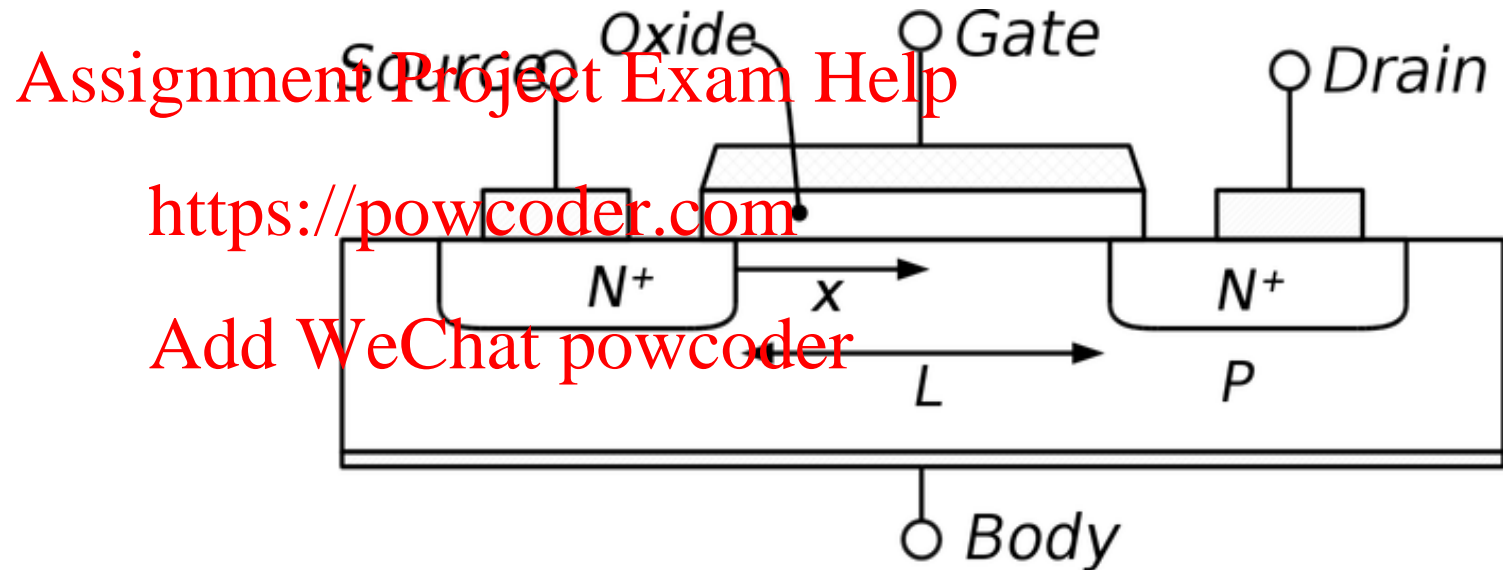 Oxide
Gate
Source
Drain
Assignment Project Exam Help
https://powcoder.com
N+
x
N+
Add WeChat powcoder
L
P
Body